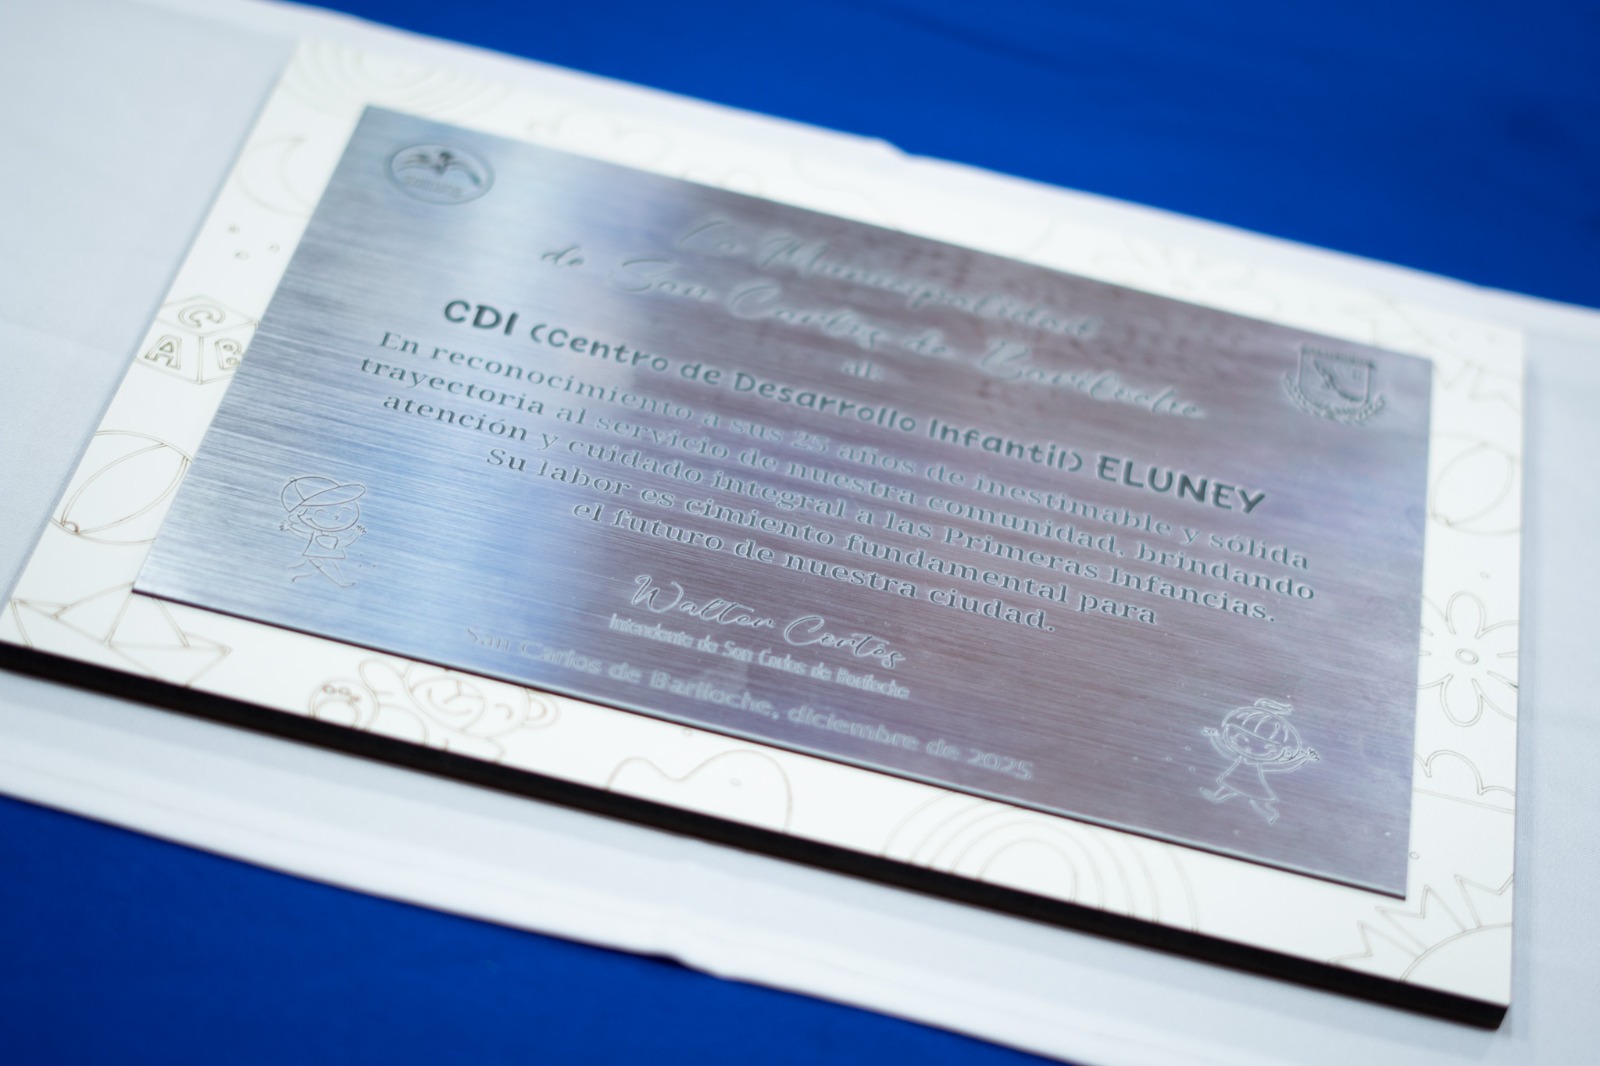 La Municipalidad
de San Carlos de Bariloche
al:
CDI (Centro de Desarrollo Infantil) ELUNEY
En reconocimiento a sus 25 años de inestimable y sólida
trayectoria al servicio de nuestra comunidad, brindando
atención y cuidado integral a las Primeras Infancias.
Su labor es cimiento fundamental para
el futuro de nuestra ciudad.
Walter Cortés
Intendente de San Carlos de Bariloche
San Carlos de Bariloche, diciembre de 2025
C
A B